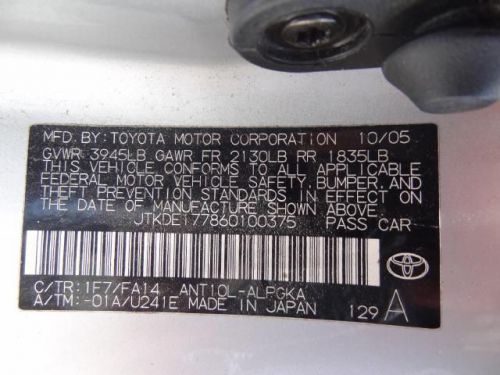 MFD. BY: TOYOTA MOTOR CORPORATION 10/05
GVWR 3945LB GAWR FR 2130LB RR 1835LB
THIS VEHICLE CONFORMS TO ALL APPLICABLE
FEDERAL MOTOR VEHICLE SAFETY, BUMPER, AND
THEFT PREVENTION STANDARDS IN EFFECT ON THE
DATE OF MANUFACTURE SHOWN ABOVE.
JTKDE177860100375 PASS CAR
C/TR: 1F7/FA14 ANT10L-ALPGKA
A/TM: -01A/U241E MADE IN JAPAN 129 A